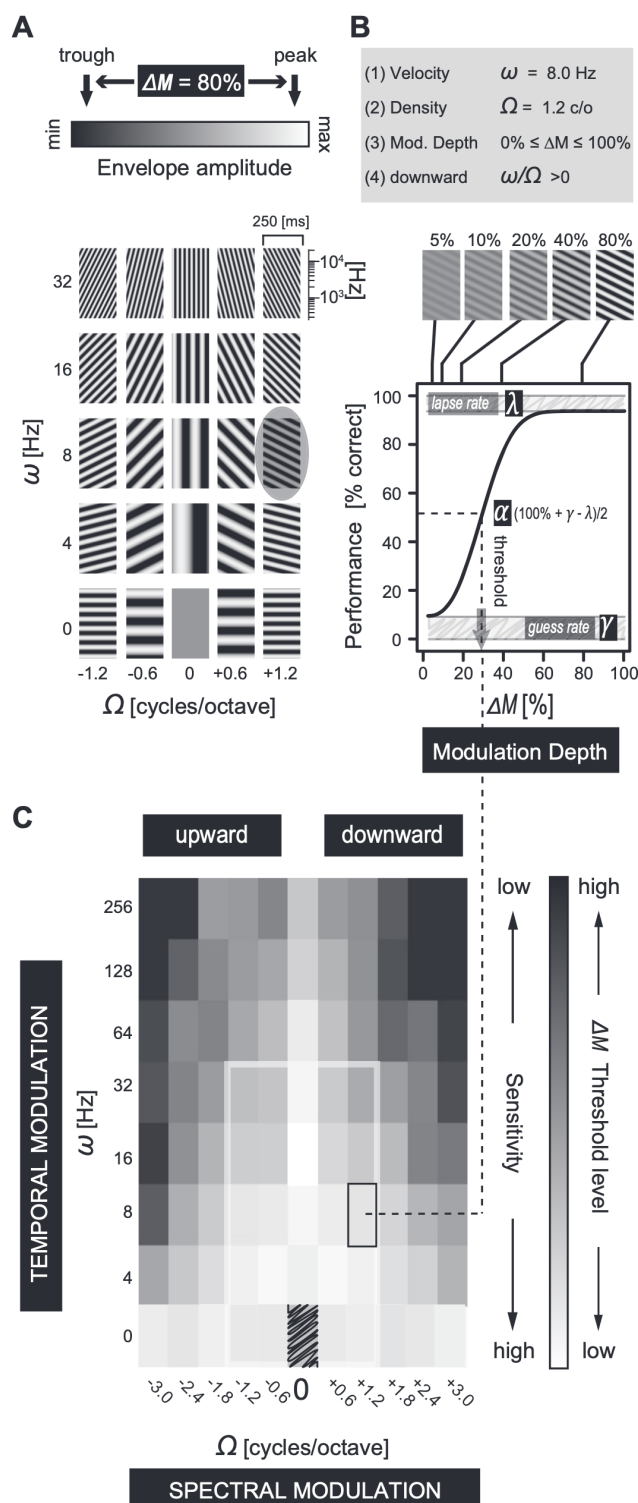 A
trough
peak
ΔM = 80%
min
max
Envelope amplitude
250 [ms]
10⁴
10³
[Hz]
32
16
8
4
0
ω [Hz]
-1.2 -0.6 0 +0.6 +1.2
Ω [cycles/octave]
B
(1) Velocity ω = 8.0 Hz
(2) Density Ω = 1.2 c/o
(3) Mod. Depth 0% ≤ ΔM ≤ 100%
(4) downward ω/Ω >0
5% 10% 20% 40% 80%
100
80
60
40
20
0
Performance [% correct]
lapse rate λ
α (100% + γ - λ)/2
threshold
guess rate γ
0 20 40 60 80 100
ΔM [%]
Modulation Depth
C
upward
downward
256
128
64
32
16
8
4
0
ω [Hz]
TEMPORAL MODULATION
-3.0 -2.4 -1.8 -1.2 -0.6 0 +0.6 +1.2 +1.8 +2.4 +3.0
Ω [cycles/octave]
SPECTRAL MODULATION
low
high
Sensitivity
ΔM Threshold level
high
low